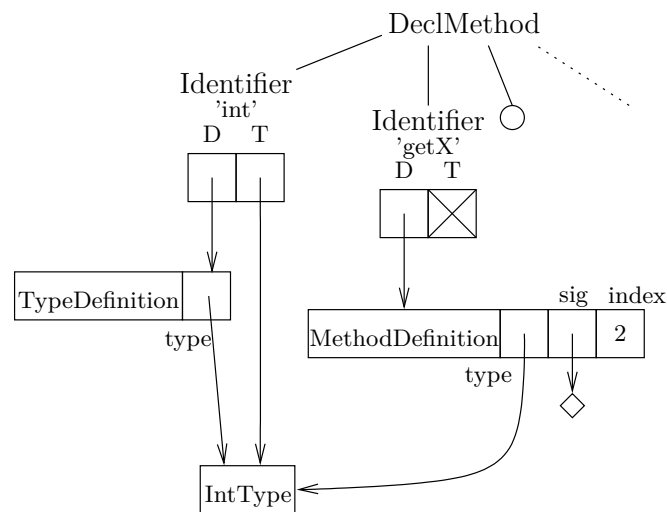 DeclMethod
Identifier
'int'
D T
Identifier
'getX'
D T
TypeDefinition
type
sig index
MethodDefinition 2
type
IntType